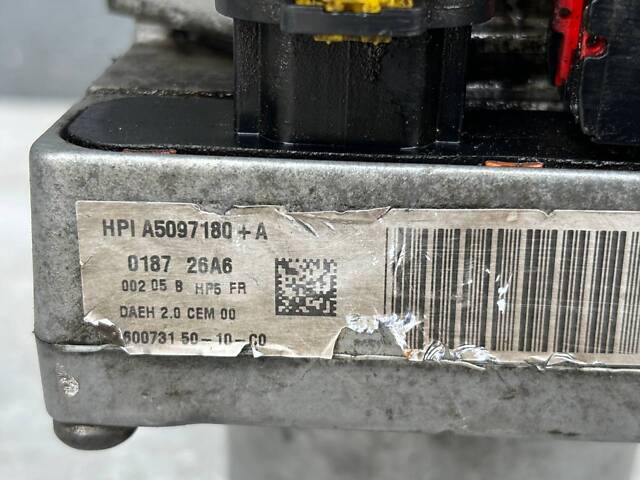 HPI A5097180 + A
0187 26A6
002 05 B HP5 FR
DAEH 2.0 CEM 00
600731 50-10-C0